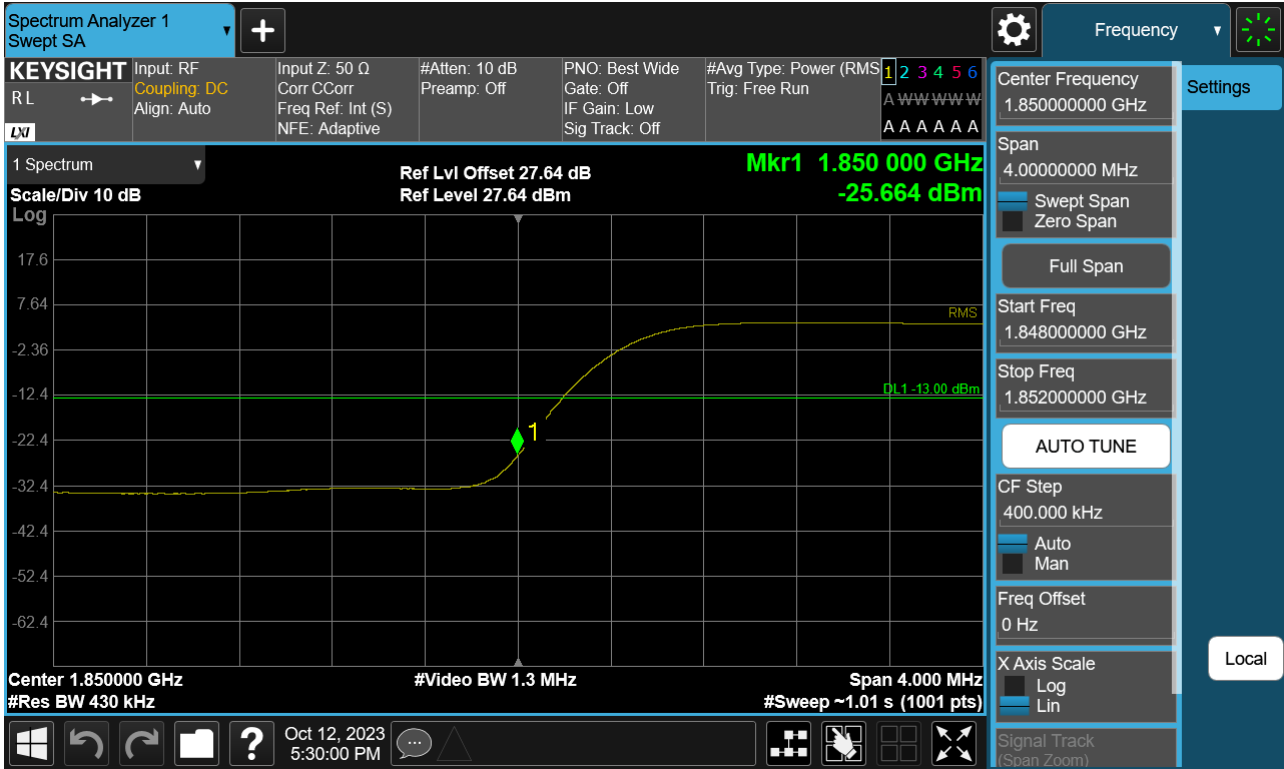 Spectrum Analyzer 1
Swept SA
Frequency
KEYSIGHT
R L
LXI
Input: RF
Coupling: DC
Align: Auto
Input Z: 50 Ω
Corr CCorr
Freq Ref: Int (S)
NFE: Adaptive
#Atten: 10 dB
Preamp: Off
PNO: Best Wide
Gate: Off
IF Gain: Low
Sig Track: Off
#Avg Type: Power (RMS
Trig: Free Run
1 2 3 4 5 6
A W W W W W
A A A A A A
1 Spectrum
Scale/Div 10 dB
Log
Ref Lvl Offset 27.64 dB
Ref Level 27.64 dBm
Mkr1 1.850 000 GHz
-25.664 dBm
17.6
7.64
-2.36
-12.4
-22.4
-32.4
-42.4
-52.4
-62.4
RMS
DL1 -13.00 dBm
1
Center 1.850000 GHz
#Video BW 1.3 MHz
Span 4.000 MHz
#Res BW 430 kHz
#Sweep ~1.01 s (1001 pts)
Center Frequency
1.850000000 GHz
Span
4.00000000 MHz
Swept Span
Zero Span
Full Span
Start Freq
1.848000000 GHz
Stop Freq
1.852000000 GHz
AUTO TUNE
CF Step
400.000 kHz
Auto
Man
Freq Offset
0 Hz
X Axis Scale
Log
Lin
Signal Track
(Span Zoom)
Settings
Local
?
Oct 12, 2023
5:30:00 PM